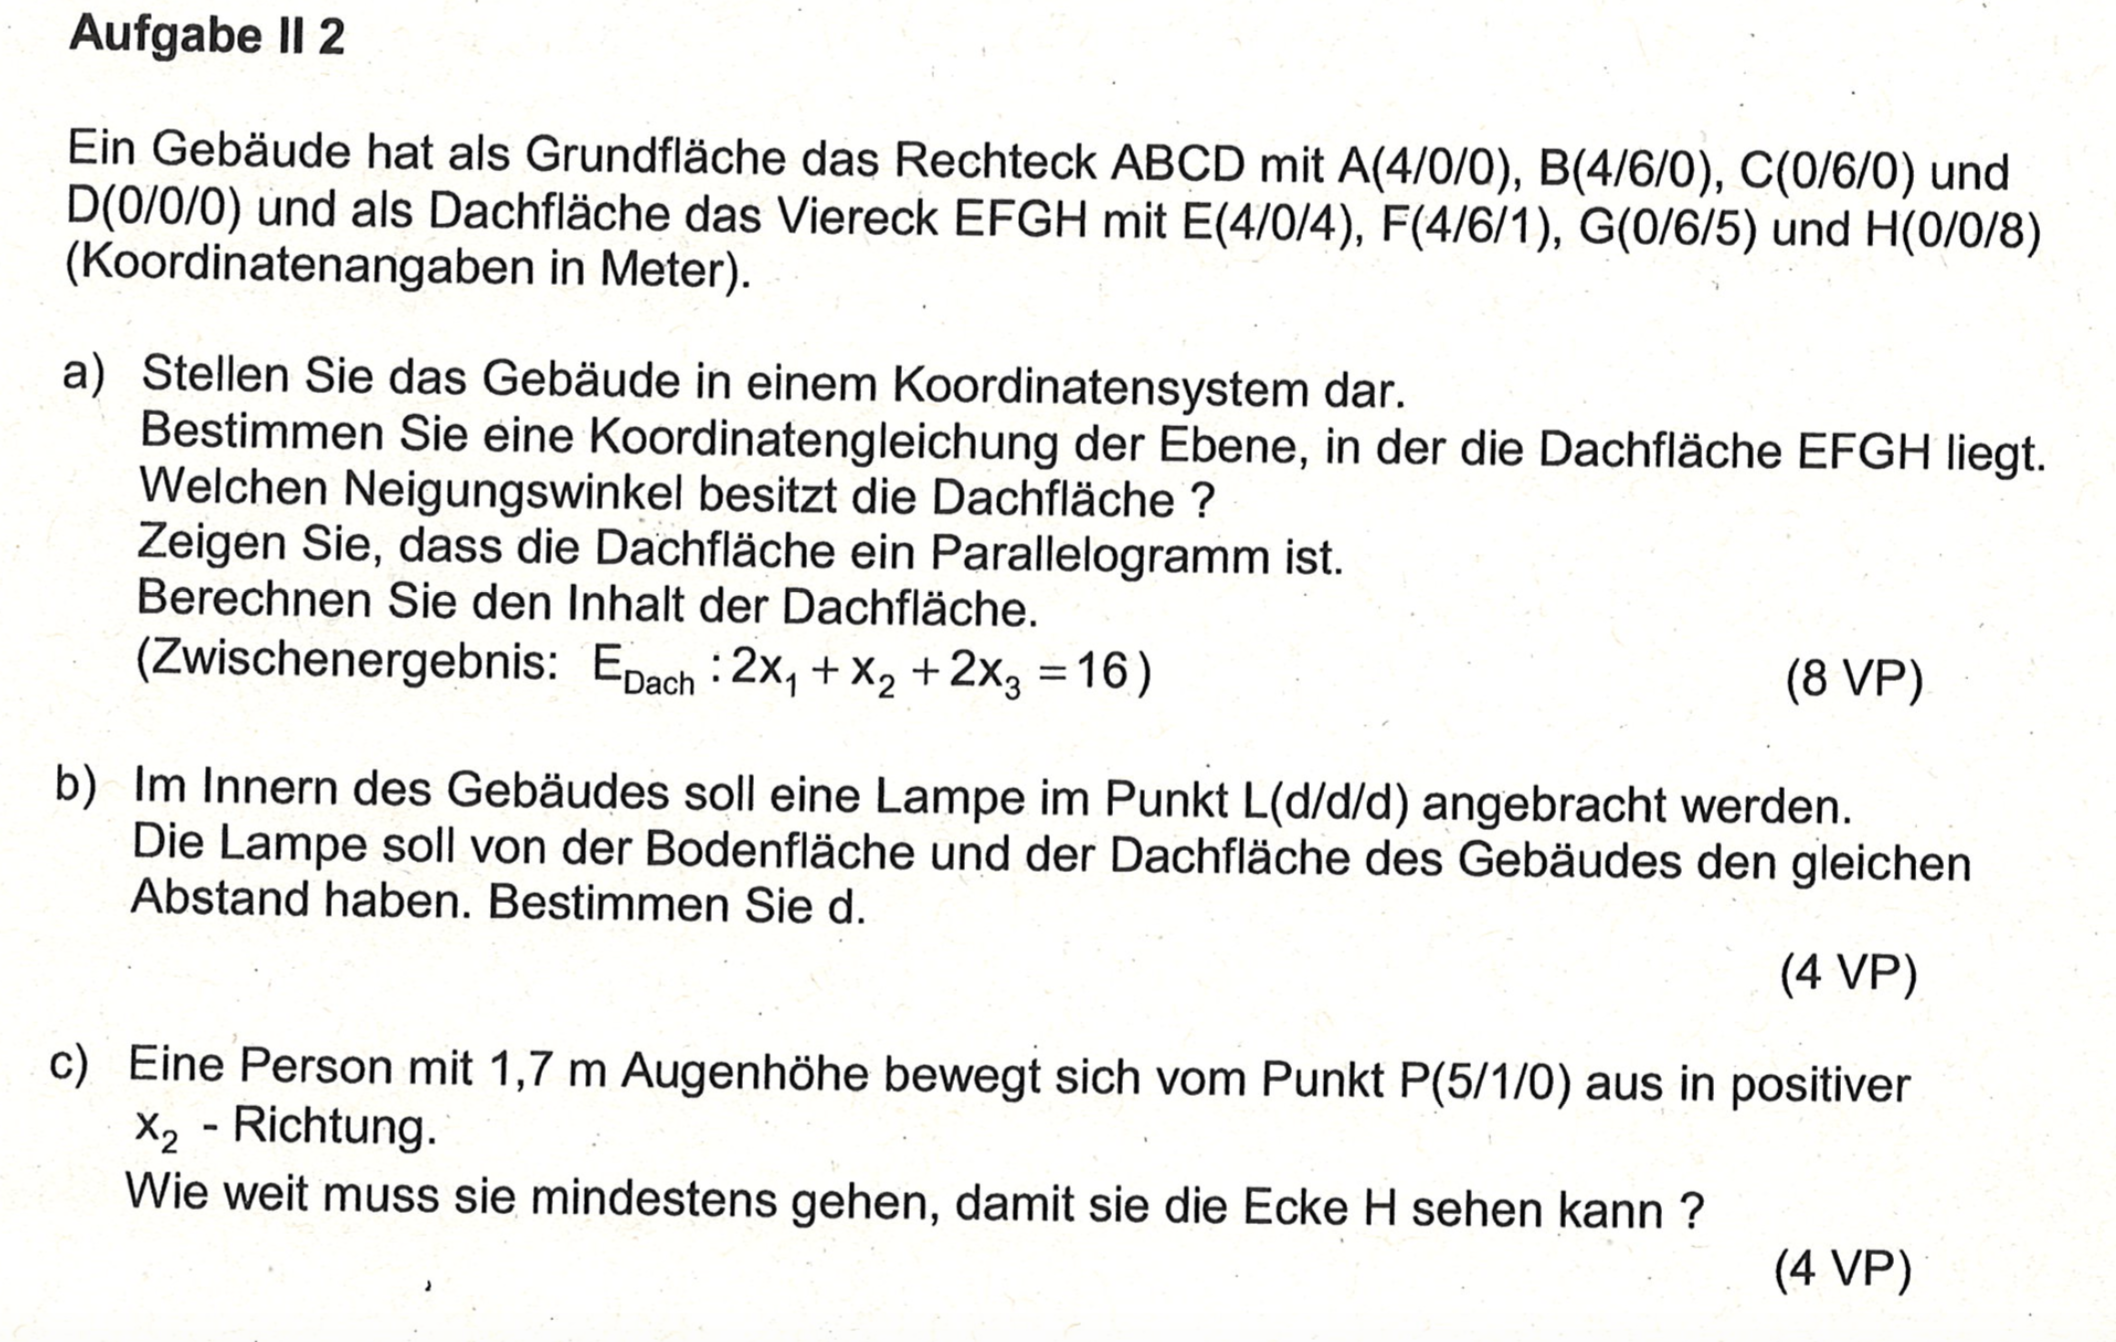 Aufgabe II 2
Ein Gebäude hat als Grundfläche das Rechteck ABCD mit A(4/0/0), B(4/6/0), C(0/6/0) und
D(0/0/0) und als Dachfläche das Viereck EFGH mit E(4/0/4), F(4/6/1), G(0/6/5) und H(0/0/8)
(Koordinatenangaben in Meter).
a) Stellen Sie das Gebäude in einem Koordinatensystem dar.
Bestimmen Sie eine Koordinatengleichung der Ebene, in der die Dachfläche EFGH liegt.
Welchen Neigungswinkel besitzt die Dachfläche ?
Zeigen Sie, dass die Dachfläche ein Parallelogramm ist.
Berechnen Sie den Inhalt der Dachfläche.
(Zwischenergebnis: E_Dach : 2x₁ + x₂ + 2x₃ = 16) (8 VP)
b) Im Innern des Gebäudes soll eine Lampe im Punkt L(d/d/d) angebracht werden.
Die Lampe soll von der Bodenfläche und der Dachfläche des Gebäudes den gleichen
Abstand haben. Bestimmen Sie d.
(4 VP)
c) Eine Person mit 1,7 m Augenhöhe bewegt sich vom Punkt P(5/1/0) aus in positiver
x₂ - Richtung.
Wie weit muss sie mindestens gehen, damit sie die Ecke H sehen kann ?
(4 VP)